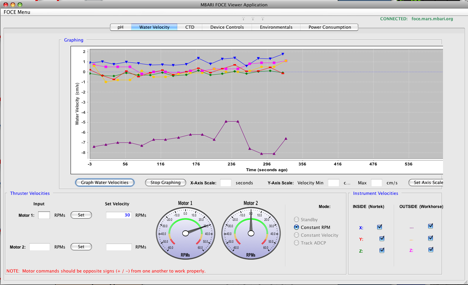 MBARI FOCE Viewer Application
FOCE Menu
CONNECTED: foce.mars.mbari.org
pH Water Velocity CTD Device Controls Environmentals Power Consumption
Graphing
Water Velocity (cm/s)
2
1
0
-1
-2
-3
-4
-5
-6
-7
-8
-3 56 116 176 236 296 356 416 476 536
Time (seconds ago)
Graph Water Velocities Stop Graphing X-Axis Scale: seconds Y-Axis Scale: Velocity Min c... Max cm/s Set Axis Scale
Thruster Velocities
Instrument Velocities
Input Set Velocity
Motor 1: RPMs Set 30 RPMs
Motor 2: RPMs Set RPMs
Motor 1
RPMs
Motor 2
RPMs
Mode:
Standby
Constant RPM
Constant Velocity
Track ADCP
INSIDE (Nortek) OUTSIDE (Workhorse)
X:
Y:
Z: Z:
NOTE: Motor commands should be opposite signs (+ / -) from one another to work properly.